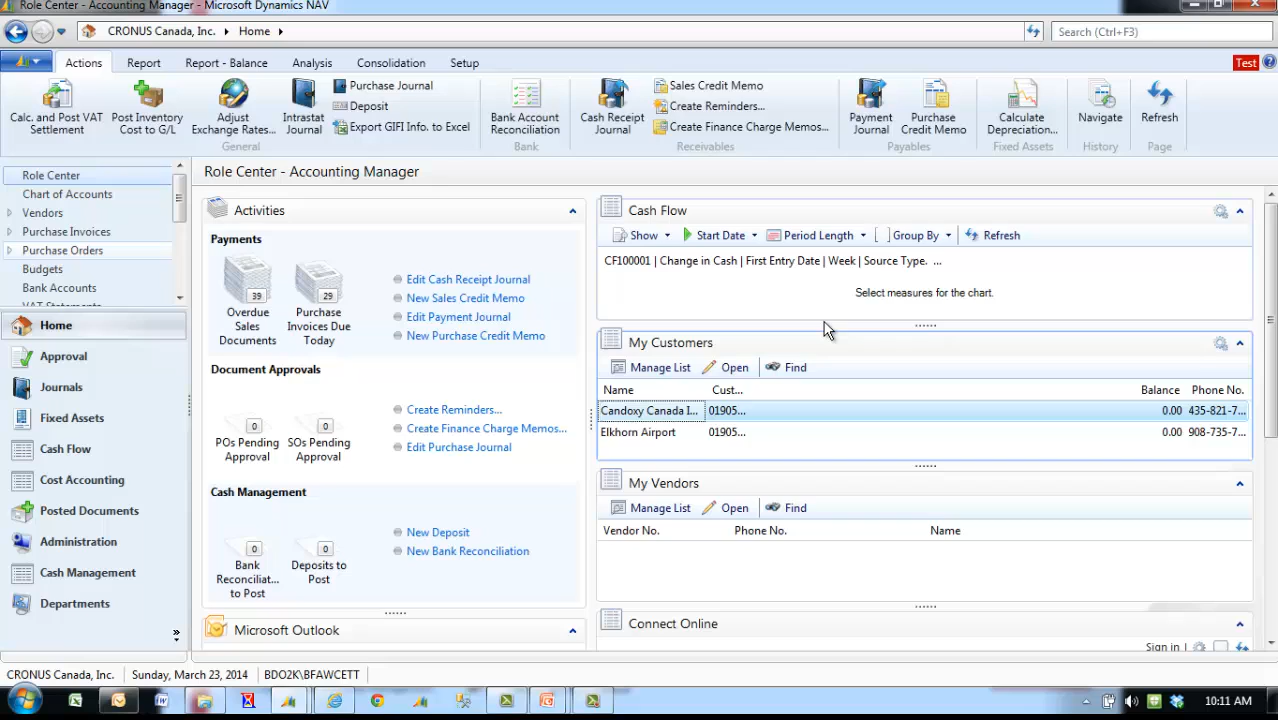 Role Center - Accounting Manager - Microsoft Dynamics NAV
CRONUS Canada, Inc. Home
Search (Ctrl+F3)
Actions Report Report - Balance Analysis Consolidation Setup
Test
Calc. and Post VAT Settlement
Post Inventory Cost to G/L
Adjust Exchange Rates...
Intrastat Journal
Purchase Journal
Deposit
Export GIFI Info. to Excel
General
Bank Account Reconciliation
Bank
Cash Receipt Journal
Sales Credit Memo
Create Reminders...
Create Finance Charge Memos...
Receivables
Payment Journal
Purchase Credit Memo
Payables
Calculate Depreciation...
Fixed Assets
Navigate
History
Refresh
Page
Role Center
Chart of Accounts
Vendors
Purchase Invoices
Purchase Orders
Budgets
Bank Accounts
VAT Statements
Home
Approval
Journals
Fixed Assets
Cash Flow
Cost Accounting
Posted Documents
Administration
Cash Management
Departments
Role Center - Accounting Manager
Activities
Payments
39
Overdue Sales Documents
29
Purchase Invoices Due Today
Edit Cash Receipt Journal
New Sales Credit Memo
Edit Payment Journal
New Purchase Credit Memo
Document Approvals
0
POs Pending Approval
0
SOs Pending Approval
Create Reminders...
Create Finance Charge Memos...
Edit Purchase Journal
Cash Management
0
Bank Reconciliat... to Post
0
Deposits to Post
New Deposit
New Bank Reconciliation
Microsoft Outlook
Cash Flow
Show Start Date Period Length Group By Refresh
CF100001 | Change in Cash | First Entry Date | Week | Source Type. ...
Select measures for the chart.
My Customers
Manage List Open Find
Name Cust... Balance Phone No.
Candoxy Canada I... 01905... 0.00 435-821-7...
Elkhorn Airport 01905... 0.00 908-735-7...
My Vendors
Manage List Open Find
Vendor No. Phone No. Name
Connect Online
Sign in
CRONUS Canada, Inc. Sunday, March 23, 2014 BDO2K\BFAWCETT
10:11 AM